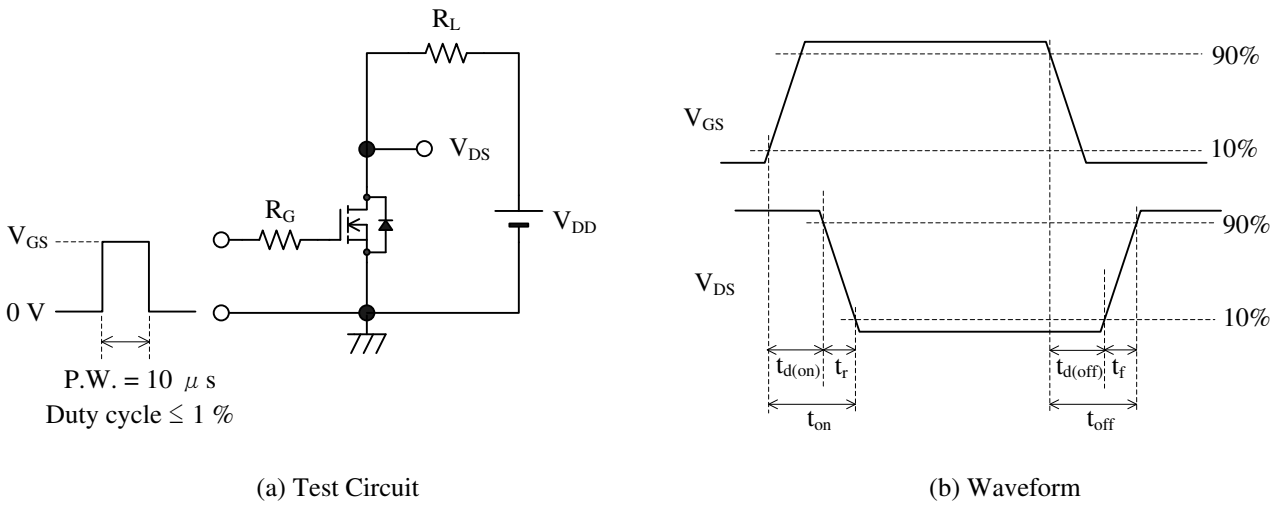 R_L
V_DS
R_G
V_DD
V_GS
0 V
P.W. = 10 μ s
Duty cycle ≤ 1 %
(a) Test Circuit
90%
V_GS
10%
90%
V_DS
10%
t_d(on) t_r t_d(off) t_f
t_on t_off
(b) Waveform